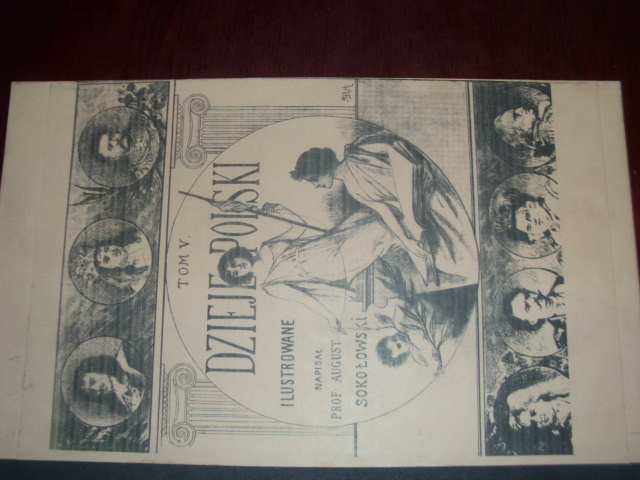 TOM V.
DZIEJE POLSKI
ILUSTROWANE
NAPISAŁ
PROF. AUGUST
SOKOŁOWSKI